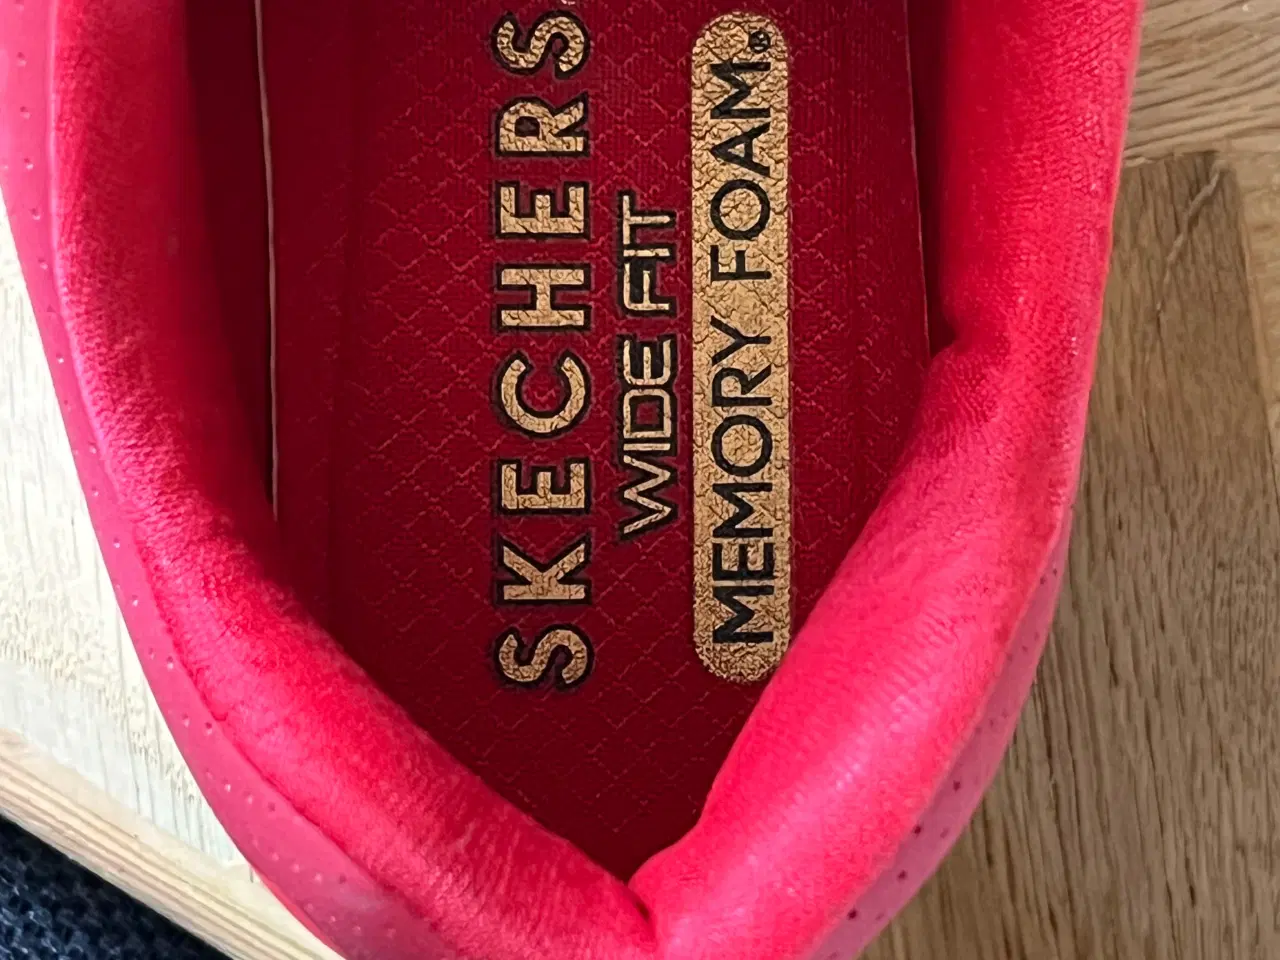 SKECHERS
WIDE FIT
MEMORY FOAM®